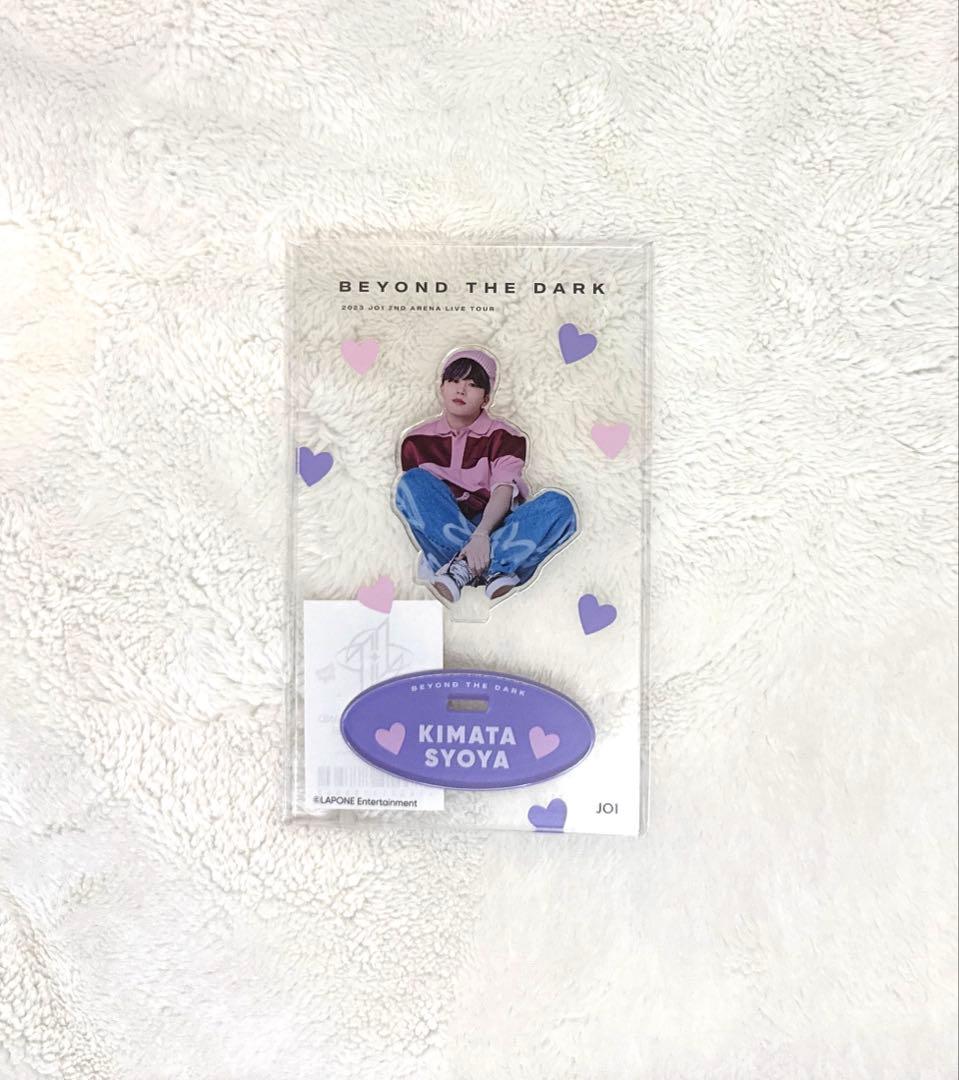 BEYOND THE DARK
2023 JO1 2ND ARENA LIVE TOUR
BEYOND THE DARK
KIMATA
SYOYA
©LAPONE Entertainment
JO1